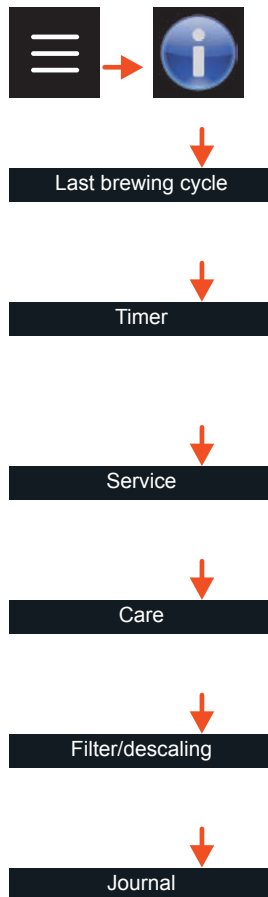 Last brewing cycle
Timer
Service
Care
Filter/descaling
Journal